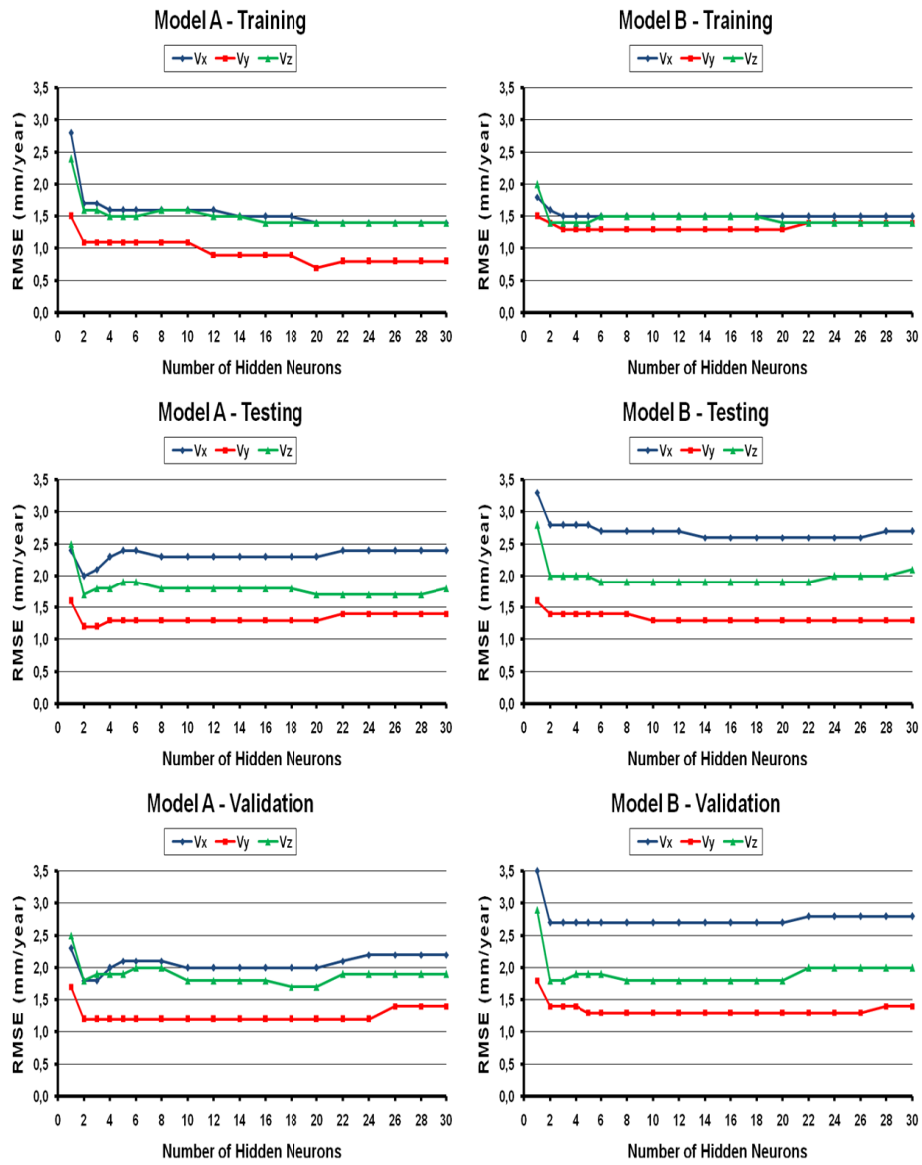 Model A - Training
Vx Vy Vz
RMSE (mm/year)
3,5
3,0
2,5
2,0
1,5
1,0
0,5
0,0
0 2 4 6 8 10 12 14 16 18 20 22 24 26 28 30
Number of Hidden Neurons
Model B - Training
Vx Vy Vz
RMSE (mm/year)
3,5
3,0
2,5
2,0
1,5
1,0
0,5
0,0
0 2 4 6 8 10 12 14 16 18 20 22 24 26 28 30
Number of Hidden Neurons
Model A - Testing
Vx Vy Vz
RMSE (mm/year)
3,5
3,0
2,5
2,0
1,5
1,0
0,5
0,0
0 2 4 6 8 10 12 14 16 18 20 22 24 26 28 30
Number of Hidden Neurons
Model B - Testing
Vx Vy Vz
RMSE (mm/year)
3,5
3,0
2,5
2,0
1,5
1,0
0,5
0,0
0 2 4 6 8 10 12 14 16 18 20 22 24 26 28 30
Number of Hidden Neurons
Model A - Validation
Vx Vy Vz
RMSE (mm/year)
3,5
3,0
2,5
2,0
1,5
1,0
0,5
0,0
0 2 4 6 8 10 12 14 16 18 20 22 24 26 28 30
Number of Hidden Neurons
Model B - Validation
Vx Vy Vz
RMSE (mm/year)
3,5
3,0
2,5
2,0
1,5
1,0
0,5
0,0
0 2 4 6 8 10 12 14 16 18 20 22 24 26 28 30
Number of Hidden Neurons